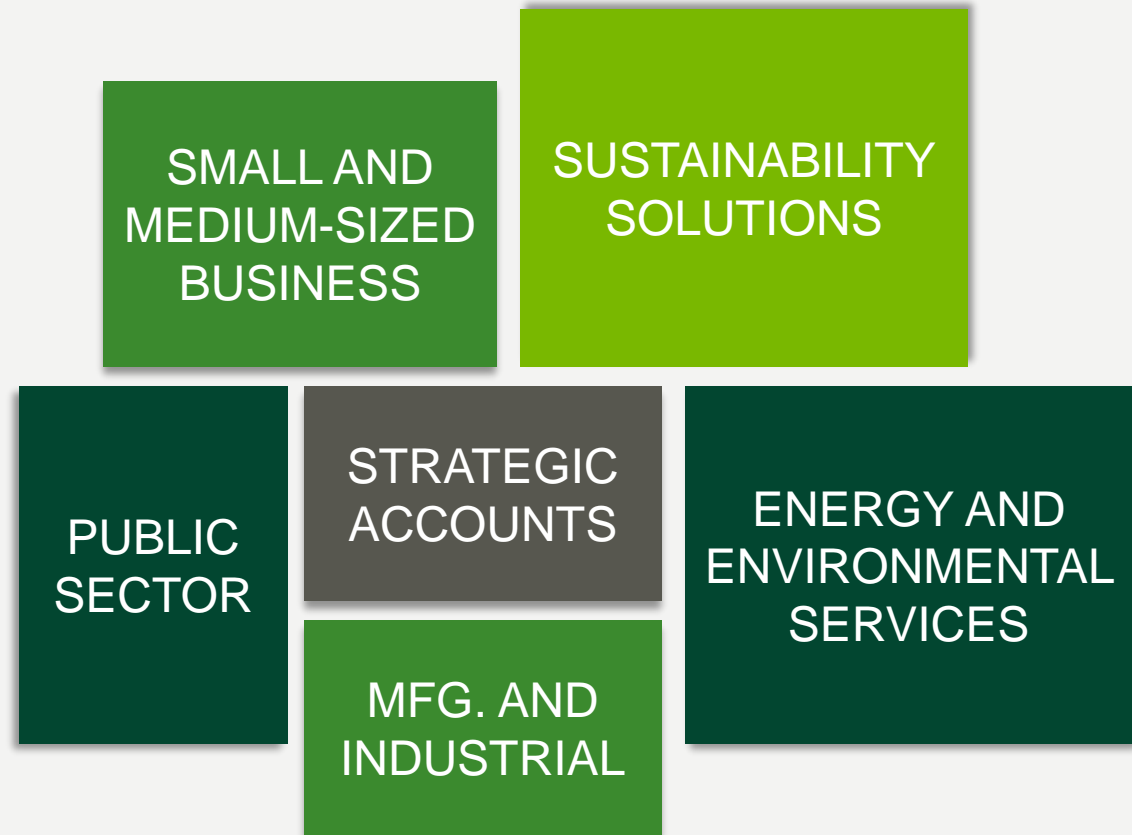 SMALL AND
MEDIUM-SIZED
BUSINESS
SUSTAINABILITY
SOLUTIONS
PUBLIC
SECTOR
STRATEGIC
ACCOUNTS
ENERGY AND
ENVIRONMENTAL
SERVICES
MFG. AND
INDUSTRIAL